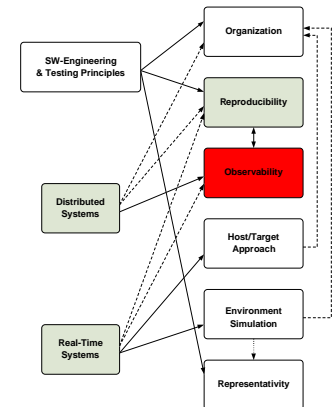 Organization
SW-Engineering
& Testing Principles
Reproducibility
Observability
Distributed
Systems
Host/Target
Approach
Environment
Simulation
Real-Time
Systems
Representativity